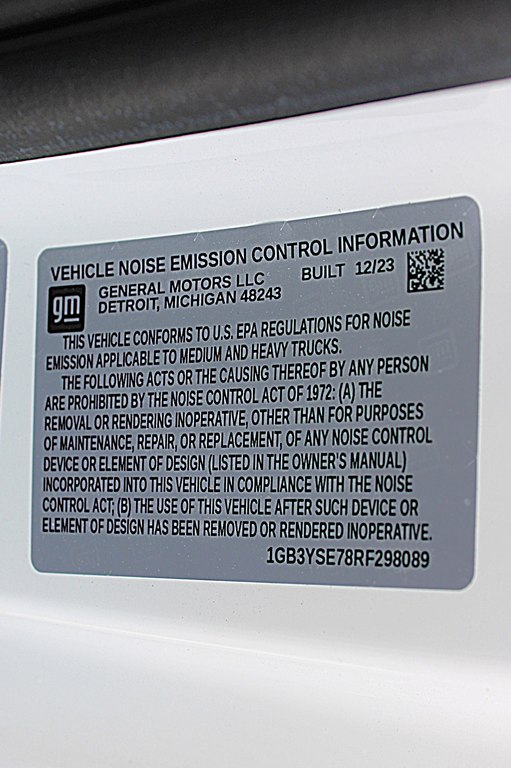 VEHICLE NOISE EMISSION CONTROL INFORMATION
gm
GENERAL MOTORS LLC
DETROIT, MICHIGAN 48243
BUILT 12/23
THIS VEHICLE CONFORMS TO U.S. EPA REGULATIONS FOR NOISE
EMISSION APPLICABLE TO MEDIUM AND HEAVY TRUCKS.
THE FOLLOWING ACTS OR THE CAUSING THEREOF BY ANY PERSON
ARE PROHIBITED BY THE NOISE CONTROL ACT OF 1972: (A) THE
REMOVAL OR RENDERING INOPERATIVE, OTHER THAN FOR PURPOSES
OF MAINTENANCE, REPAIR, OR REPLACEMENT, OF ANY NOISE CONTROL
DEVICE OR ELEMENT OF DESIGN (LISTED IN THE OWNER'S MANUAL)
INCORPORATED INTO THIS VEHICLE IN COMPLIANCE WITH THE NOISE
CONTROL ACT; (B) THE USE OF THIS VEHICLE AFTER SUCH DEVICE OR
ELEMENT OF DESIGN HAS BEEN REMOVED OR RENDERED INOPERATIVE.
1GB3YSE78RF298089